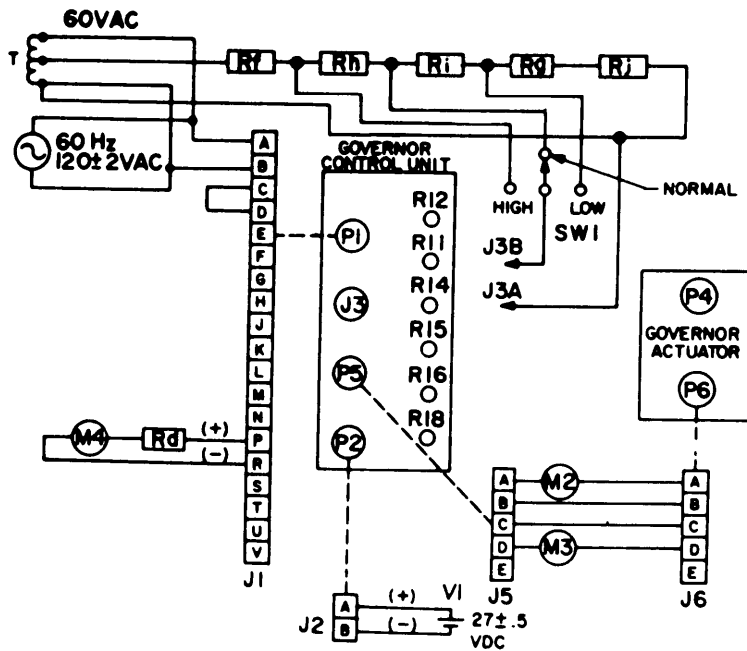 60VAC
T
Rf
Rh
Ri
Rg
Rj
60 Hz
120±2VAC
A
B
C
D
E
F
G
H
J
K
L
M
N
P
R
S
T
U
V
J1
GOVERNOR
CONTROL UNIT
P1
J3
P5
P2
R12
R11
R14
R15
R16
R18
HIGH
LOW
NORMAL
SW1
J3B
J3A
P4
GOVERNOR
ACTUATOR
P6
M4
Rd
(+)
(-)
A
B
C
D
E
J5
M2
M3
A
B
C
D
E
J6
J2
A
B
(+)
(-)
V1
27±.5
VDC